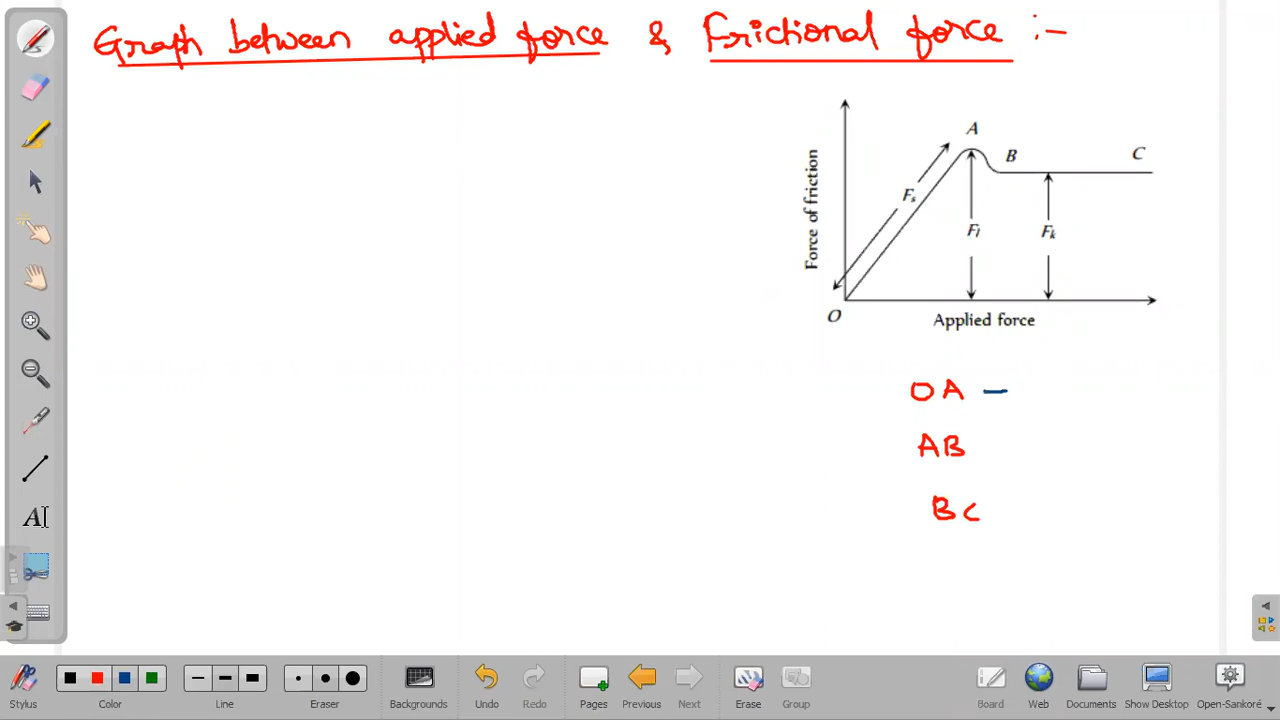 Graph between applied force & Frictional force :-
A
B
C
Force of friction
Fs
Fl
Fk
O
Applied force
OA -
AB
BC
A
Stylus
Color
Line
Eraser
Backgrounds
Undo
Redo
Pages
Previous
Next
Erase
Group
Board
Web
Documents
Show Desktop
Open-Sankoré